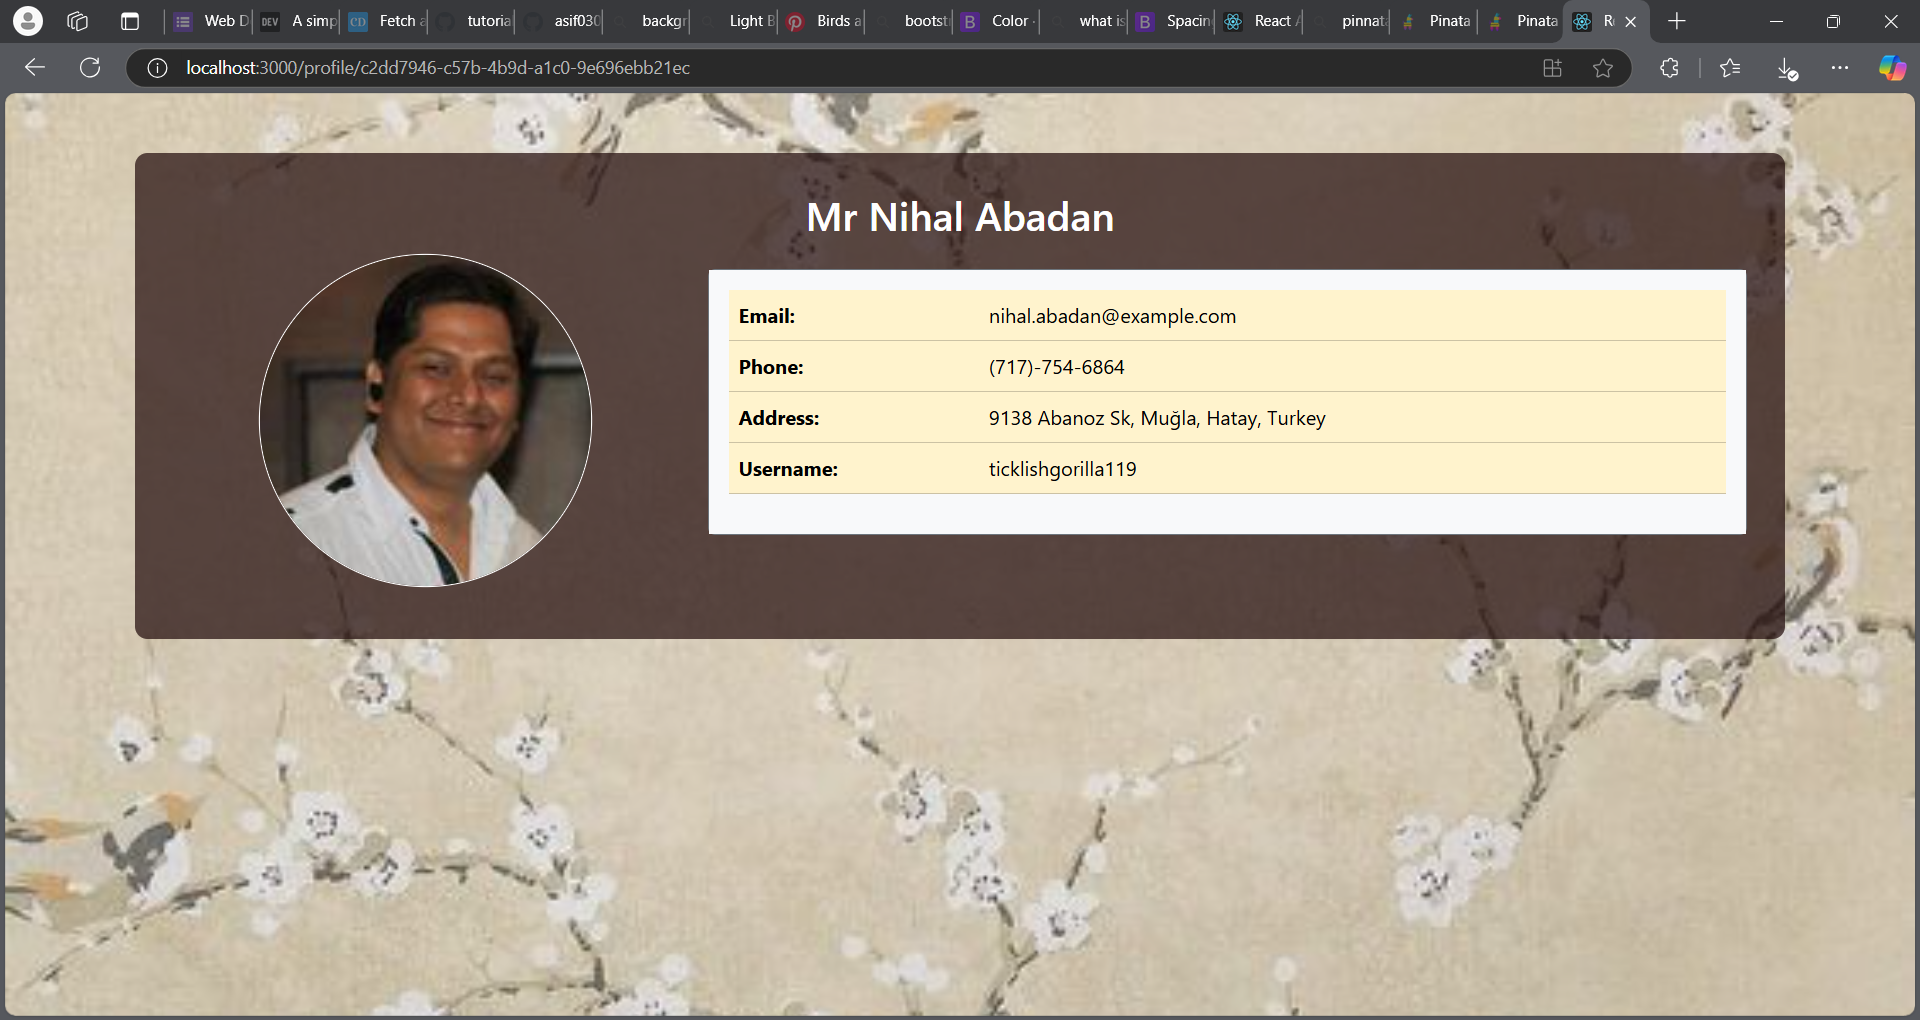 Web D
DEV
A simp
CD
Fetch a
tutoria
asif030
backgr
Light B
Birds a
bootst
B
Color
what is
B
Spacin
React A
pinnata
Pinata
Pinata
R
localhost:3000/profile/c2dd7946-c57b-4b9d-a1c0-9e696ebb21ec
Mr Nihal Abadan
Email: nihal.abadan@example.com
Phone: (717)-754-6864
Address: 9138 Abanoz Sk, Muğla, Hatay, Turkey
Username: ticklishgorilla119